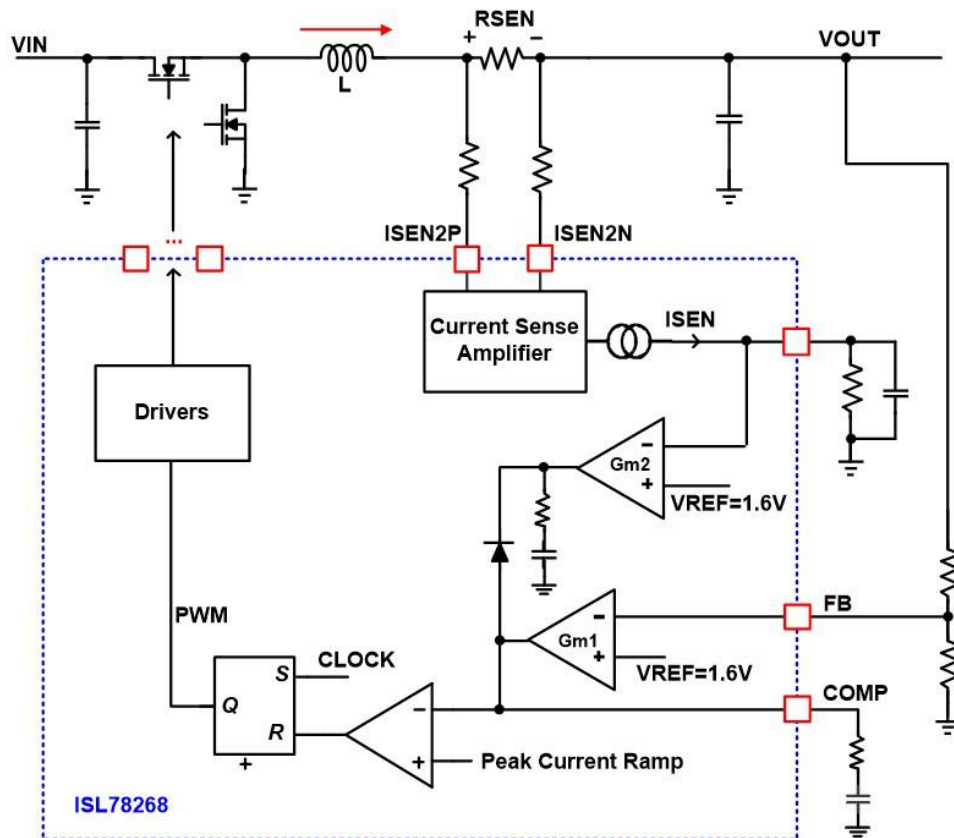 RSEN
VIN
+ -
VOUT
L
ISEN2P
ISEN2N
...
Current Sense
Amplifier
ISEN
Drivers
-
Gm2
+
VREF=1.6V
PWM
-
FB
Gm1
+
VREF=1.6V
CLOCK
S
COMP
Q
-
R
+
Peak Current Ramp
+
ISL78268